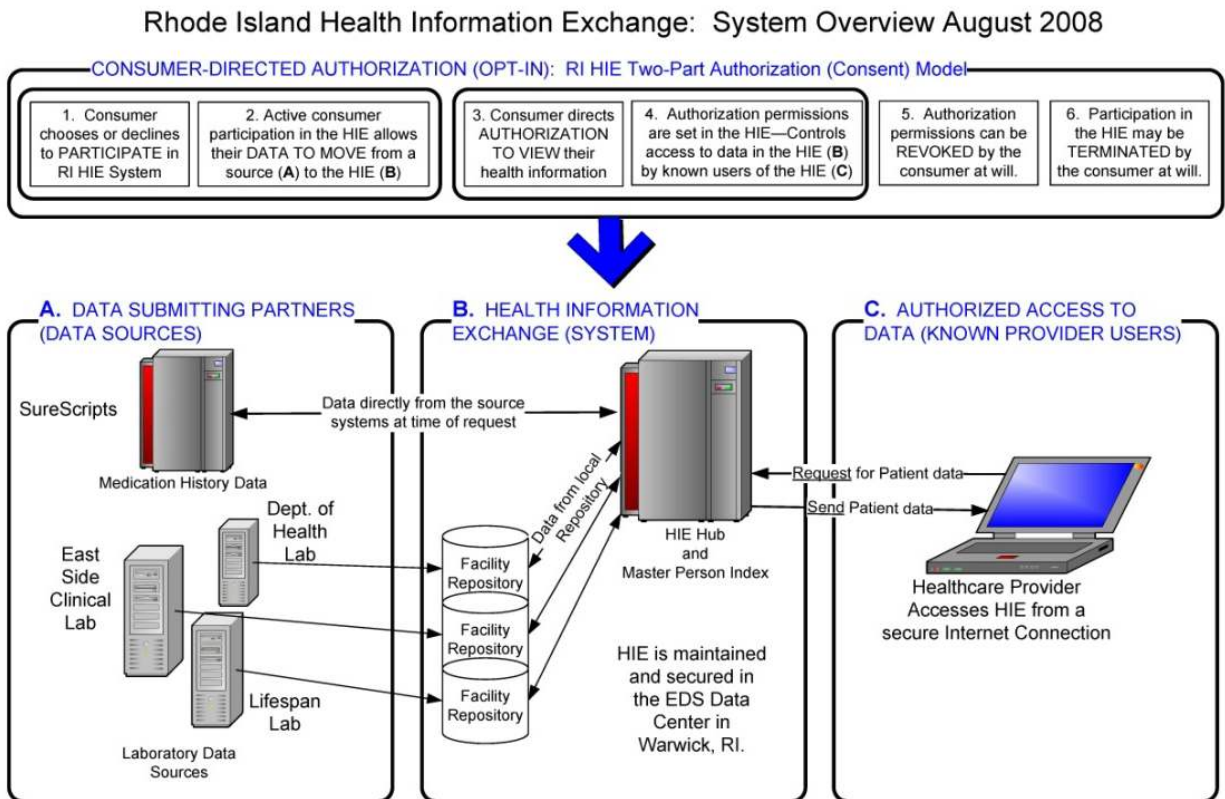 Rhode Island Health Information Exchange: System Overview August 2008
CONSUMER-DIRECTED AUTHORIZATION (OPT-IN): RI HIE Two-Part Authorization (Consent) Model
1. Consumer
chooses or declines
to PARTICIPATE in
RI HIE System
2. Active consumer
participation in the HIE allows
their DATA TO MOVE from a
source (A) to the HIE (B)
3. Consumer directs
AUTHORIZATION
TO VIEW their
health information
4. Authorization permissions
are set in the HIE—Controls
access to data in the HIE (B)
by known users of the HIE (C)
5. Authorization
permissions can be
REVOKED by the
consumer at will.
6. Participation in
the HIE may be
TERMINATED by
the consumer at will.
A. DATA SUBMITTING PARTNERS
(DATA SOURCES)
SureScripts
Medication History Data
Dept. of
Health
Lab
East
Side
Clinical
Lab
Lifespan
Lab
Laboratory Data
Sources
Data directly from the source
systems at time of request
B. HEALTH INFORMATION
EXCHANGE (SYSTEM)
Data from local
Repository
Facility
Repository
Facility
Repository
Facility
Repository
HIE Hub
and
Master Person Index
HIE is maintained
and secured in
the EDS Data
Center in
Warwick, RI.
C. AUTHORIZED ACCESS TO
DATA (KNOWN PROVIDER USERS)
Request for Patient data
Send Patient data
Healthcare Provider
Accesses HIE from a
secure Internet Connection